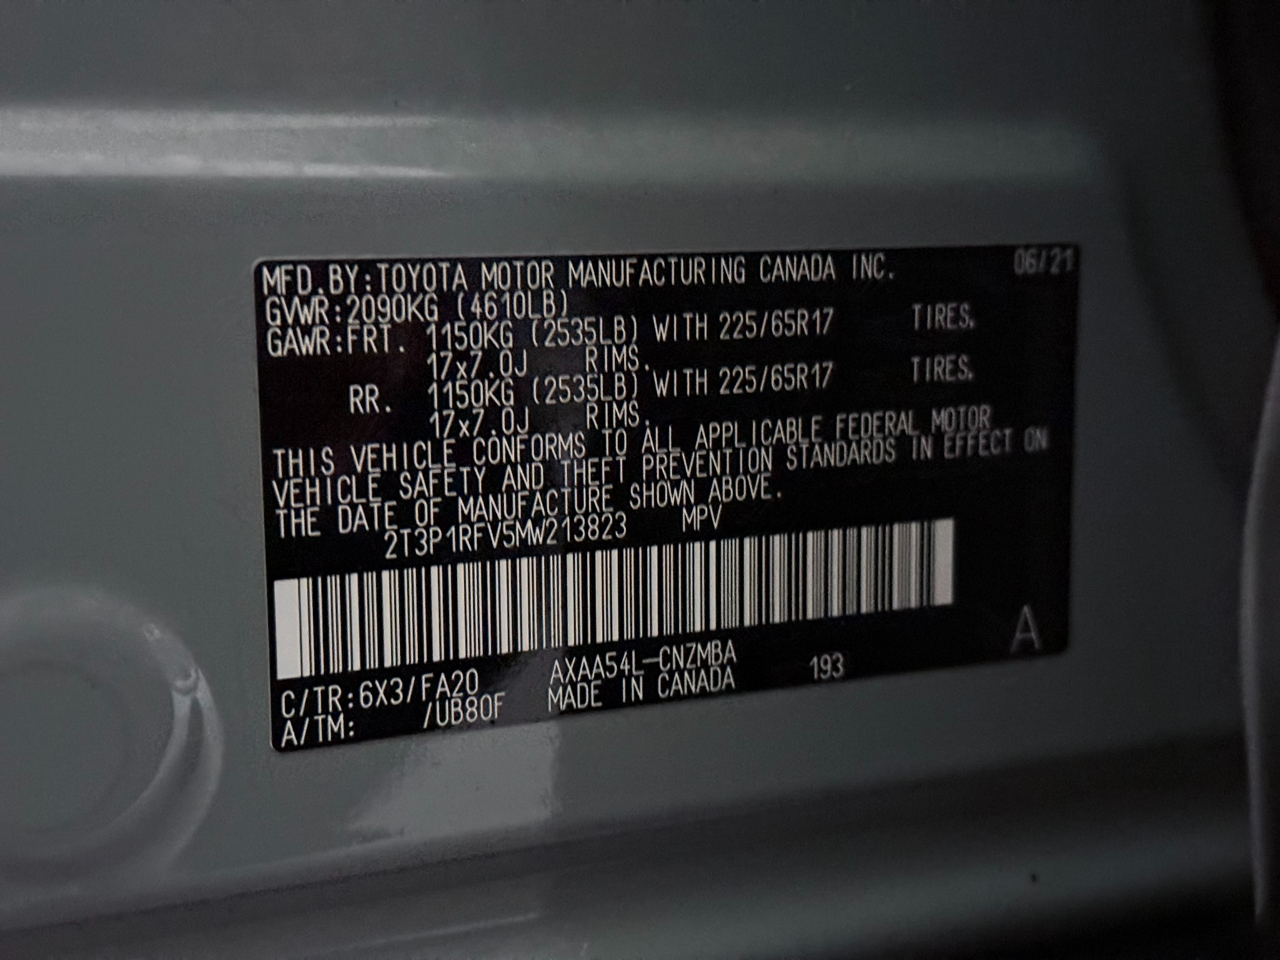 MFD.BY:TOYOTA MOTOR MANUFACTURING CANADA INC. 06/21
GVWR:2090KG (4610LB)
GAWR:FRT. 1150KG (2535LB) WITH 225/65R17 TIRES.
17x7.0J RIMS.
RR. 1150KG (2535LB) WITH 225/65R17 TIRES.
17x7.0J RIMS.
THIS VEHICLE CONFORMS TO ALL APPLICABLE FEDERAL MOTOR
VEHICLE SAFETY AND THEFT PREVENTION STANDARDS IN EFFECT ON
THE DATE OF MANUFACTURE SHOWN ABOVE.
2T3P1RFV5MW213823 MPV
A
C/TR:6X3/FA20 AXAA54L-CNZMBA 193
A/TM: /UB80F MADE IN CANADA